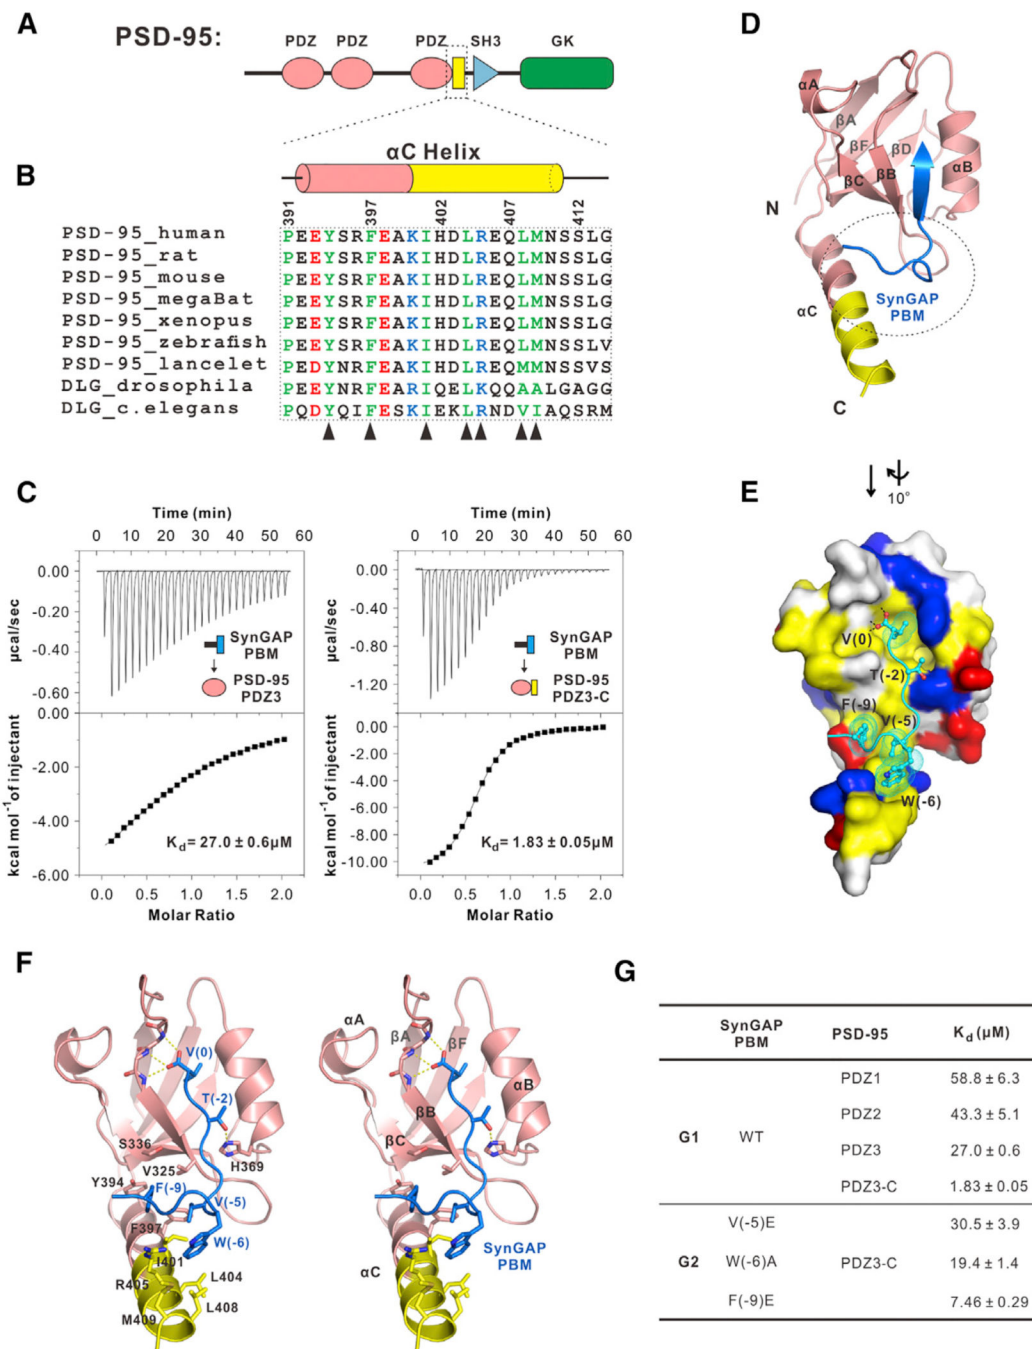 A
PSD-95:
PDZ PDZ PDZ SH3 GK
B
αC Helix
391 397 402 407 412
PSD-95_human PEEYSRFEAKIHDLREQLMNSSLG
PSD-95_rat PEEYSRFEAKIHDLREQLMNSSLG
PSD-95_mouse PEEYSRFEAKIHDLREQLMNSSLG
PSD-95_megaBat PEEYSRFEAKIHDLREQLMNSSLG
PSD-95_xenopus PEEYSRFEAKIHDLREQLMNSSLG
PSD-95_zebrafish PEEYSRFEAKIHDLREQLMNSSLV
PSD-95_lancelet PEDYNRFEAKIHDLREQMMNSSVS
DLG_drosophila PEEYNRFEARIQELKQQAALGAGG
DLG_c.elegans PQDYQIFESKIEKLRNDVIAQSRM
C
Time (min)
0 10 20 30 40 50 60
0.00
-0.20
-0.40
-0.60
µcal/sec
SynGAP
PBM
PSD-95
PDZ3
0.00
-2.00
-4.00
-6.00
kcal mol⁻¹ of injectant
Kd = 27.0 ± 0.6µM
0.0 0.5 1.0 1.5 2.0
Molar Ratio
Time (min)
0 10 20 30 40 50 60
0.00
-0.40
-0.80
-1.20
µcal/sec
SynGAP
PBM
PSD-95
PDZ3-C
0.00
-2.00
-4.00
-6.00
-8.00
-10.00
kcal mol⁻¹ of injectant
Kd = 1.83 ± 0.05µM
0.0 0.5 1.0 1.5 2.0
Molar Ratio
D
αA
βA
βF
βD
βC
βB
αB
N
αC
SynGAP
PBM
C
E
10°
V(0)
T(-2)
F(-9)
V(-5)
W(-6)
F
αA
V(0)
T(-2)
S336
V325
H369
Y394
F(-9)
V(-5)
F397
W(-6)
I401
R405
L404
M409
L408
βA
βF
αB
βB
βC
SynGAP
PBM
αC
G
SynGAP PBM PSD-95 Kd (µM)
G1 WT PDZ1 58.8 ± 6.3
PDZ2 43.3 ± 5.1
PDZ3 27.0 ± 0.6
PDZ3-C 1.83 ± 0.05
G2 V(-5)E PDZ3-C 30.5 ± 3.9
W(-6)A 19.4 ± 1.4
F(-9)E 7.46 ± 0.29